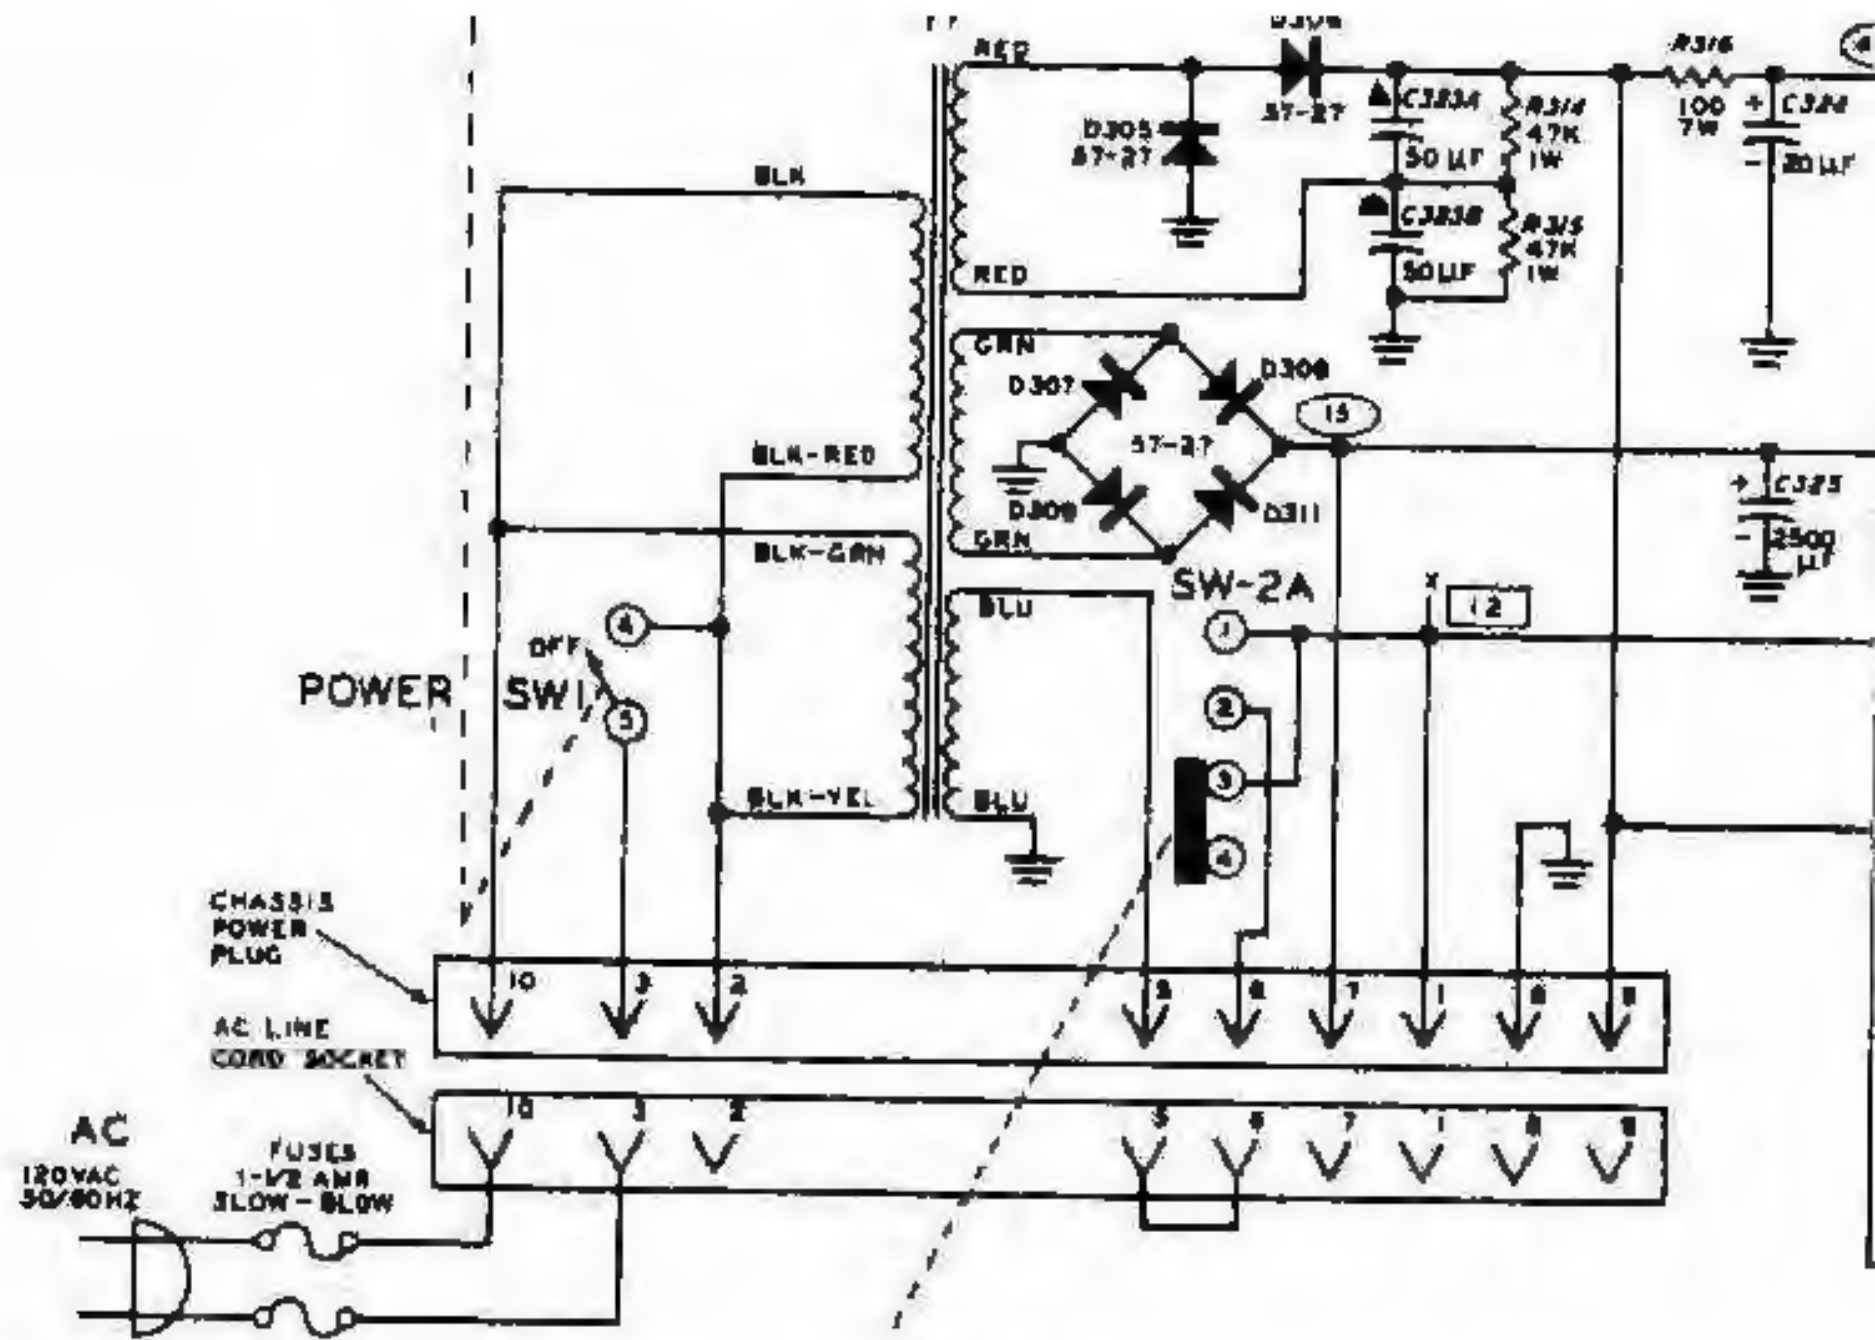 RED
BLK
D305
57-27
57-27
C323A
50 µF
R314
47K
1W
R316
100
7W
+
C324
-
20 µF
C323B
50 µF
R315
47K
1W
RED
GRN
D307
D308
57-27
15
BLK-RED
D309
D311
GRN
+
C325
-
2500
µF
BLK-GRN
SW-2A
X
12
BLU
4
OFF
POWER
SW1
5
1
2
3
4
BLK-YEL
BLU
CHASSIS
POWER
PLUG
10
3
2
5
6
7
1
AC LINE
CORD SOCKET
10
3
2
5
6
7
1
AC
120VAC
50/60HZ
FUSES
1-1/2 AMP
SLOW-BLOW